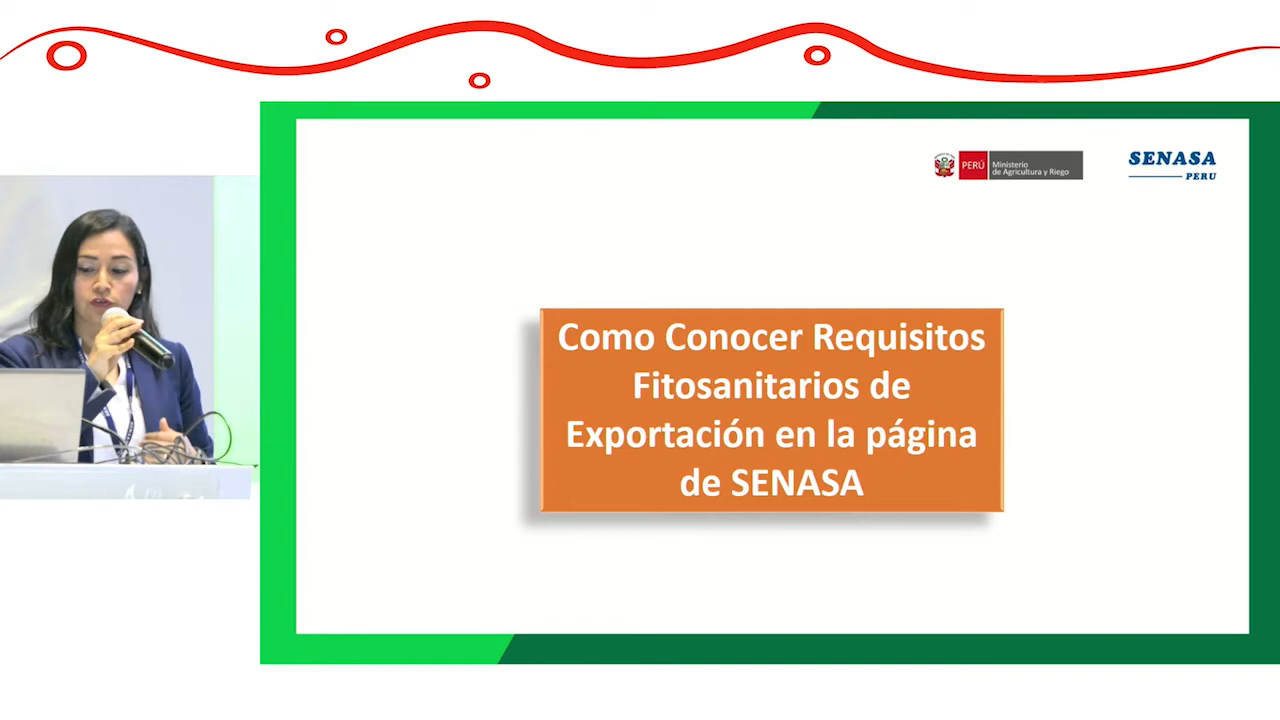 PERÚ
Ministerio
de Agricultura y Riego
SENASA
PERU
Como Conocer Requisitos
Fitosanitarios de
Exportación en la página
de SENASA